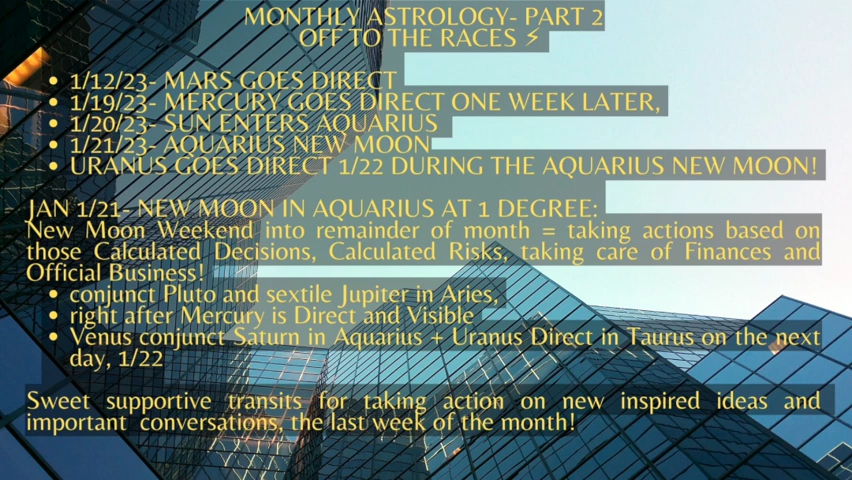 MONTHLY ASTROLOGY- PART 2
OFF TO THE RACES ⚡
• 1/12/23- MARS GOES DIRECT
• 1/19/23- MERCURY GOES DIRECT ONE WEEK LATER,
• 1/20/23- SUN ENTERS AQUARIUS
• 1/21/23- AQUARIUS NEW MOON
• URANUS GOES DIRECT 1/22 DURING THE AQUARIUS NEW MOON!
JAN 1/21- NEW MOON IN AQUARIUS AT 1 DEGREE:
New Moon Weekend into remainder of month = taking actions based on
those Calculated Decisions, Calculated Risks, taking care of Finances and
Official Business!
• conjunct Pluto and sextile Jupiter in Aries,
• right after Mercury is Direct and Visible
• Venus conjunct Saturn in Aquarius + Uranus Direct in Taurus on the next
day, 1/22
Sweet supportive transits for taking action on new inspired ideas and
important conversations, the last week of the month!